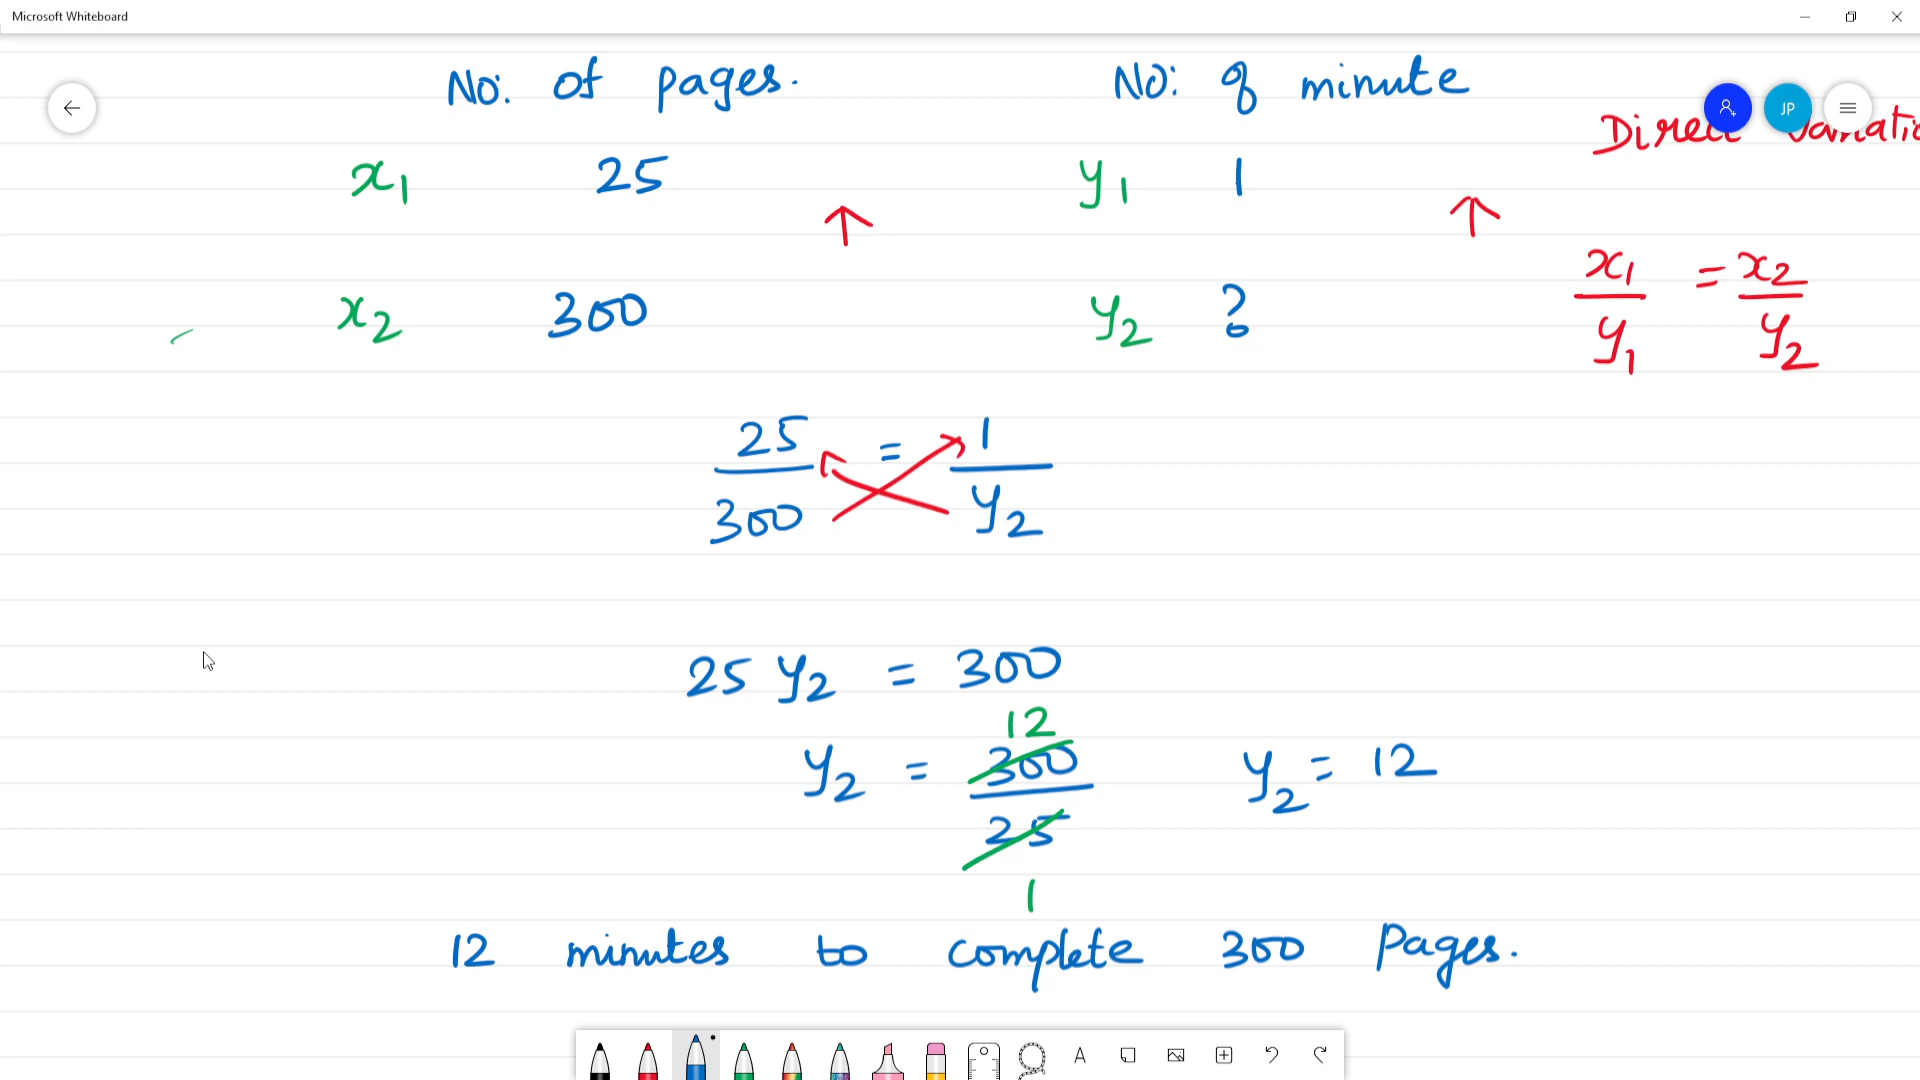 Microsoft Whiteboard
No: of pages. No: of minute
JP
Direct Variatio
x1 25 y1 1
↑ ↑
x1/y1 = x2/y2
x2 300 y2 ?
25/300 = 1/y2
25 y2 = 300
12
y2 = 300/25 y2 = 12
1
12 minutes to complete 300 Pages.
A